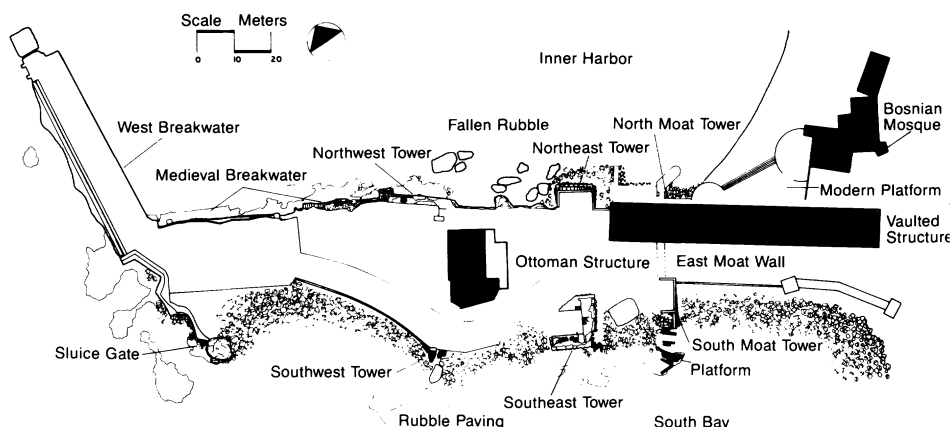 Scale Meters
0 10 20
Inner Harbor
Bosnian
Mosque
West Breakwater
Fallen Rubble
North Moat Tower
Northwest Tower
Northeast Tower
Medieval Breakwater
Modern Platform
Vaulted
Structure
Ottoman Structure
East Moat Wall
Sluice Gate
South Moat Tower
Southwest Tower
Platform
Southeast Tower
Rubble Paving
South Bay